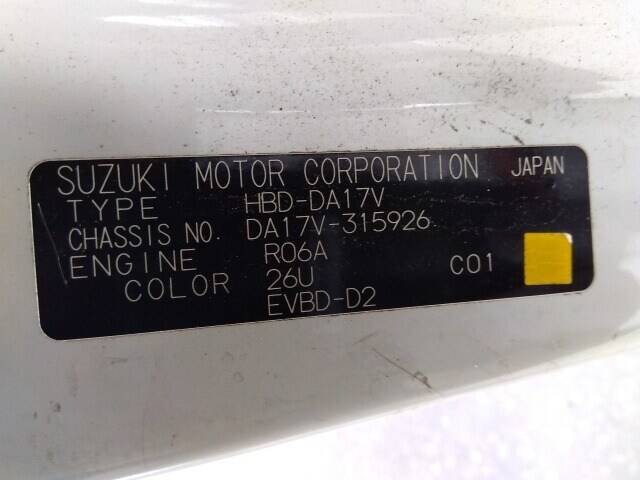 SUZUKI MOTOR CORPORATION JAPAN
TYPE HBD-DA17V
CHASSIS NO. DA17V-315926
ENGINE R06A C01
COLOR 26U
EVBD-D2